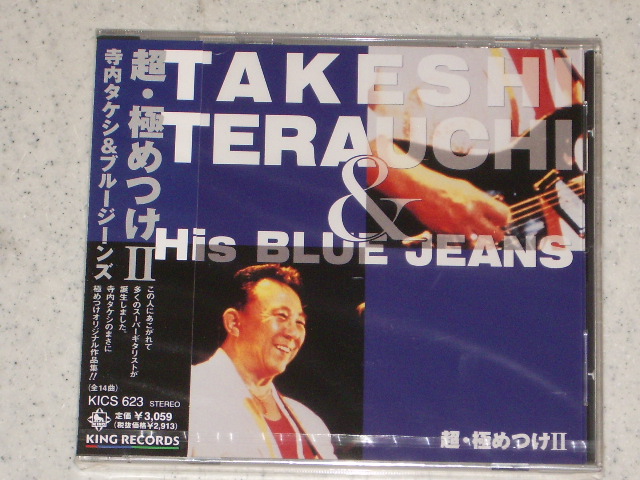 超・極めつけII
寺内タケシ&ブルージーンズ
この人にあこがれて
多くのスーパーギタリストが
誕生しました。
寺内タケシのまさに
極めつけオリジナル作品集!!
(全14曲)
KICS 623 STEREO
定価 ¥3,059
(税抜価格¥2,913)
KING RECORDS
TAKESHI
TERAUCHI
&
His BLUE JEANS
超・極めつけII